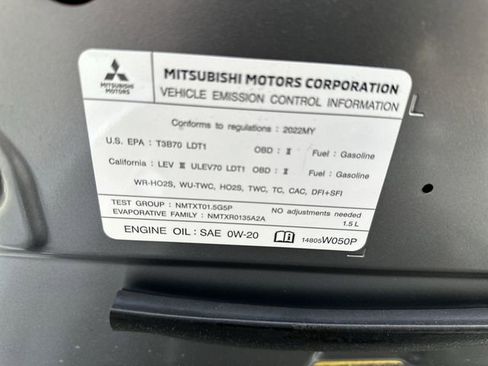 MITSUBISHI MOTORS
MITSUBISHI MOTORS CORPORATION
VEHICLE EMISSION CONTROL INFORMATION
Conforms to regulations : 2022MY
U.S. EPA : T3B70 LDT1 OBD : II Fuel : Gasoline
California : LEV III ULEV70 LDT1 OBD : II Fuel : Gasoline
WR-HO2S, WU-TWC, HO2S, TWC, TC, CAC, DFI+SFI
TEST GROUP : NMTXT01.5G5P NO adjustments needed
EVAPORATIVE FAMILY : NMTXR0135A2A 1.5 L
ENGINE OIL : SAE 0W-20 14805W050P